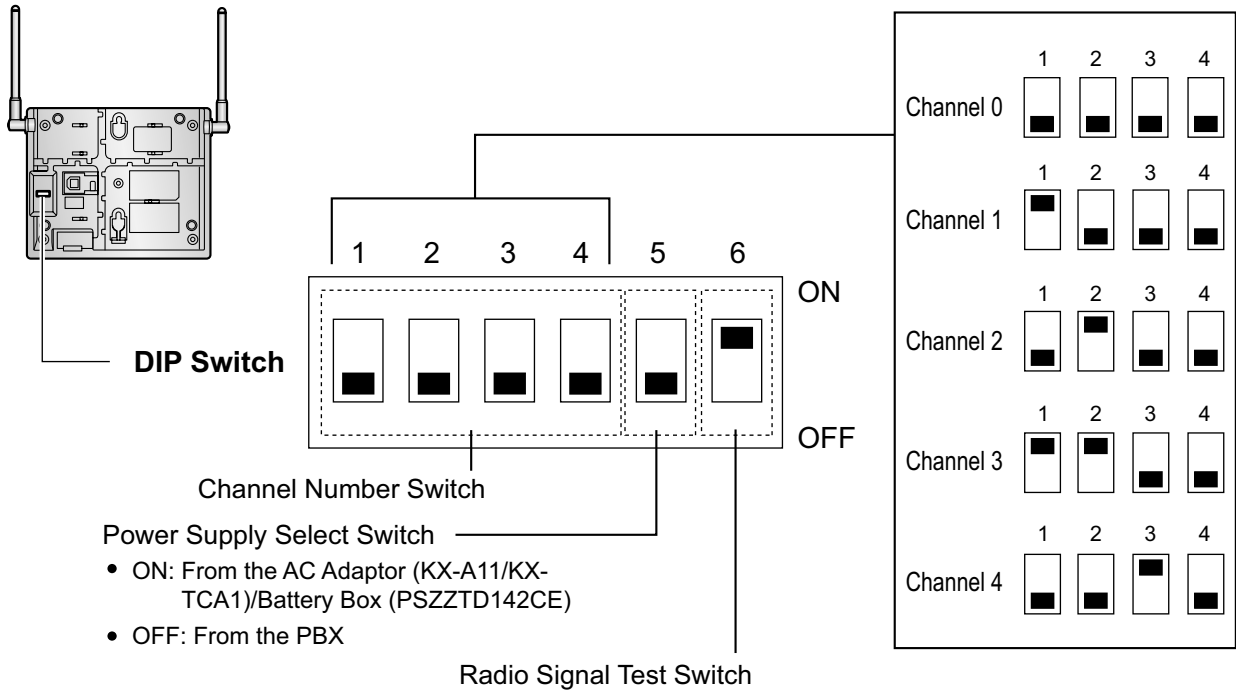 1 2 3 4
Channel 0
1 2 3 4
Channel 1
1 2 3 4
Channel 2
1 2 3 4
Channel 3
1 2 3 4
Channel 4
1 2 3 4 5 6
ON
DIP Switch
OFF
Channel Number Switch
Power Supply Select Switch
• ON: From the AC Adaptor (KX-A11/KX-
TCA1)/Battery Box (PSZZTD142CE)
• OFF: From the PBX
Radio Signal Test Switch